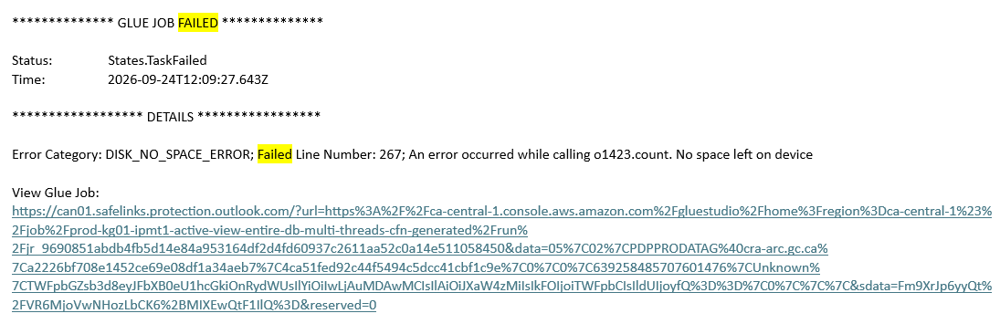 ************** GLUE JOB FAILED **************
Status: States.TaskFailed
Time: 2026-09-24T12:09:27.643Z
****************** DETAILS *****************
Error Category: DISK_NO_SPACE_ERROR; Failed Line Number: 267; An error occurred while calling o1423.count. No space left on device
View Glue Job:
https://can01.safelinks.protection.outlook.com/?url=https%3A%2F%2Fca-central-1.console.aws.amazon.com%2Fgluestudio%2Fhome%3Fregion%3Dca-central-1%23%
2Fjob%2Fprod-kg01-ipmt1-active-view-entire-db-multi-threads-cfn-generated%2Frun%
2Fjr_9690851abdb4fb5d14e84a953164df2d4fd60937c2611aa52c0a14e511058450&data=05%7C02%7CPDPPRODATAG%40cra-arc.gc.ca%
7Ca2226bf708e1452ce69e08df1a34aeb7%7C4ca51fed92c44f5494c5dcc41cbf1c9e%7C0%7C0%7C639258485707601476%7CUnknown%
7CTWFpbGZsb3d8eyJFbXB0eU1hcGkiOnRydWUsIlYiOiIwLjAuMDAwMCIsIlAiOiJXaW4zMiIsIkFOIjoiTWFpbCIsIldUIjoyfQ%3D%3D%7C0%7C%7C%7C&sdata=Fm9XrJp6yyQt%
2FVR6MjoVwNHozLbCK6%2BMIXEwQtF1IlQ%3D&reserved=0